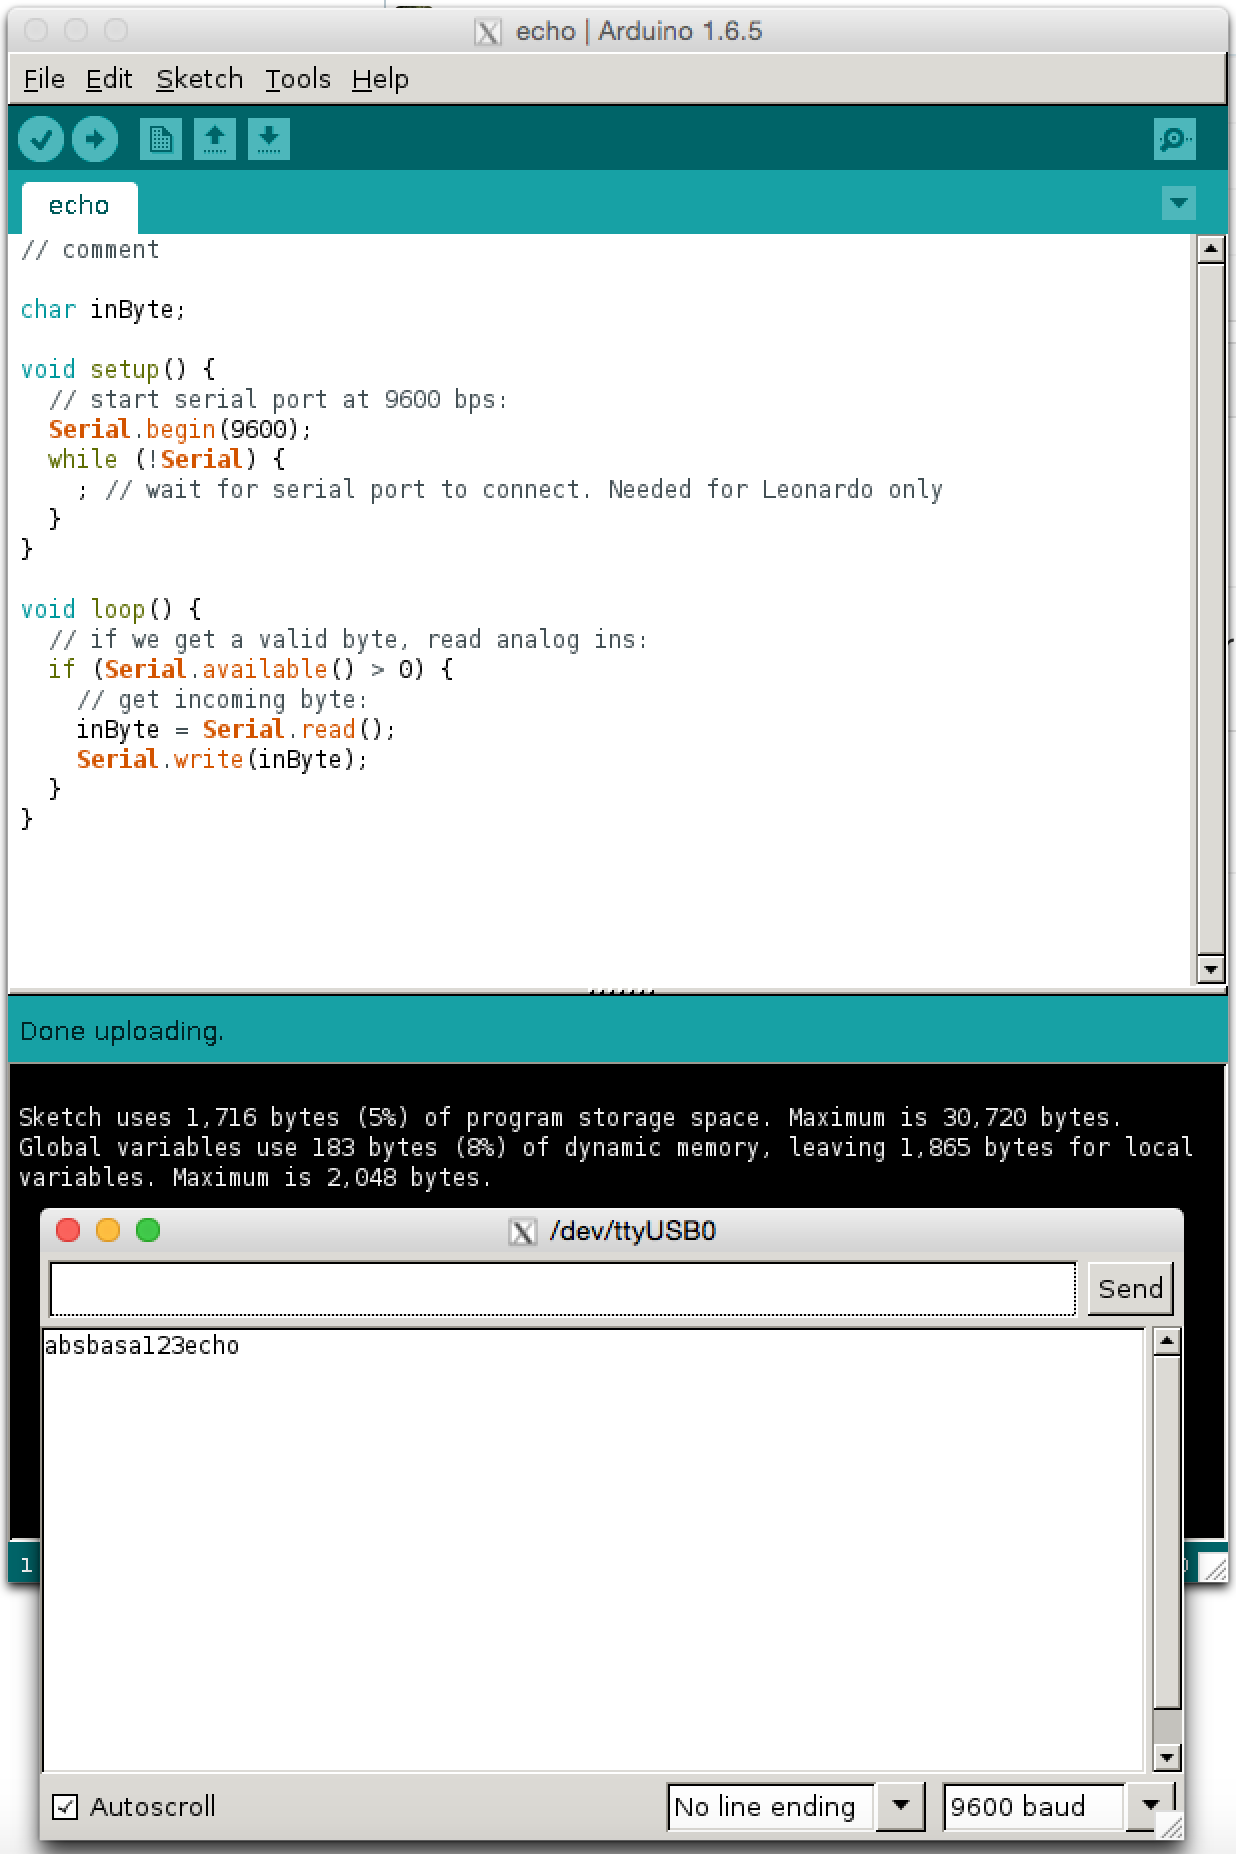 echo | Arduino 1.6.5
File Edit Sketch Tools Help
echo
// comment
char inByte;
void setup() {
  // start serial port at 9600 bps:
  Serial.begin(9600);
  while (!Serial) {
    ; // wait for serial port to connect. Needed for Leonardo only
  }
}
void loop() {
  // if we get a valid byte, read analog ins:
  if (Serial.available() > 0) {
    // get incoming byte:
    inByte = Serial.read();
    Serial.write(inByte);
  }
}
Done uploading.
Sketch uses 1,716 bytes (5%) of program storage space. Maximum is 30,720 bytes.
Global variables use 183 bytes (8%) of dynamic memory, leaving 1,865 bytes for local
variables. Maximum is 2,048 bytes.
/dev/ttyUSB0
Send
absbasa123echo
1
Autoscroll
No line ending
9600 baud